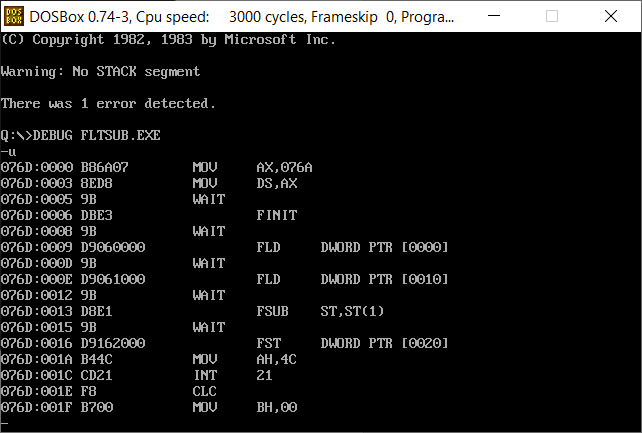 DOSBox 0.74-3, Cpu speed: 3000 cycles, Frameskip 0, Progra...
(C) Copyright 1982, 1983 by Microsoft Inc.
Warning: No STACK segment
There was 1 error detected.
Q:\>DEBUG FLTSUB.EXE
-u
076D:0000 B86A07 MOV AX,076A
076D:0003 8ED8 MOV DS,AX
076D:0005 9B WAIT
076D:0006 DBE3 FINIT
076D:0008 9B WAIT
076D:0009 D9060000 FLD DWORD PTR [0000]
076D:000D 9B WAIT
076D:000E D9061000 FLD DWORD PTR [0010]
076D:0012 9B WAIT
076D:0013 D8E1 FSUB ST,ST(1)
076D:0015 9B WAIT
076D:0016 D9162000 FST DWORD PTR [0020]
076D:001A B44C MOV AH,4C
076D:001C CD21 INT 21
076D:001E F8 CLC
076D:001F B700 MOV BH,00
-